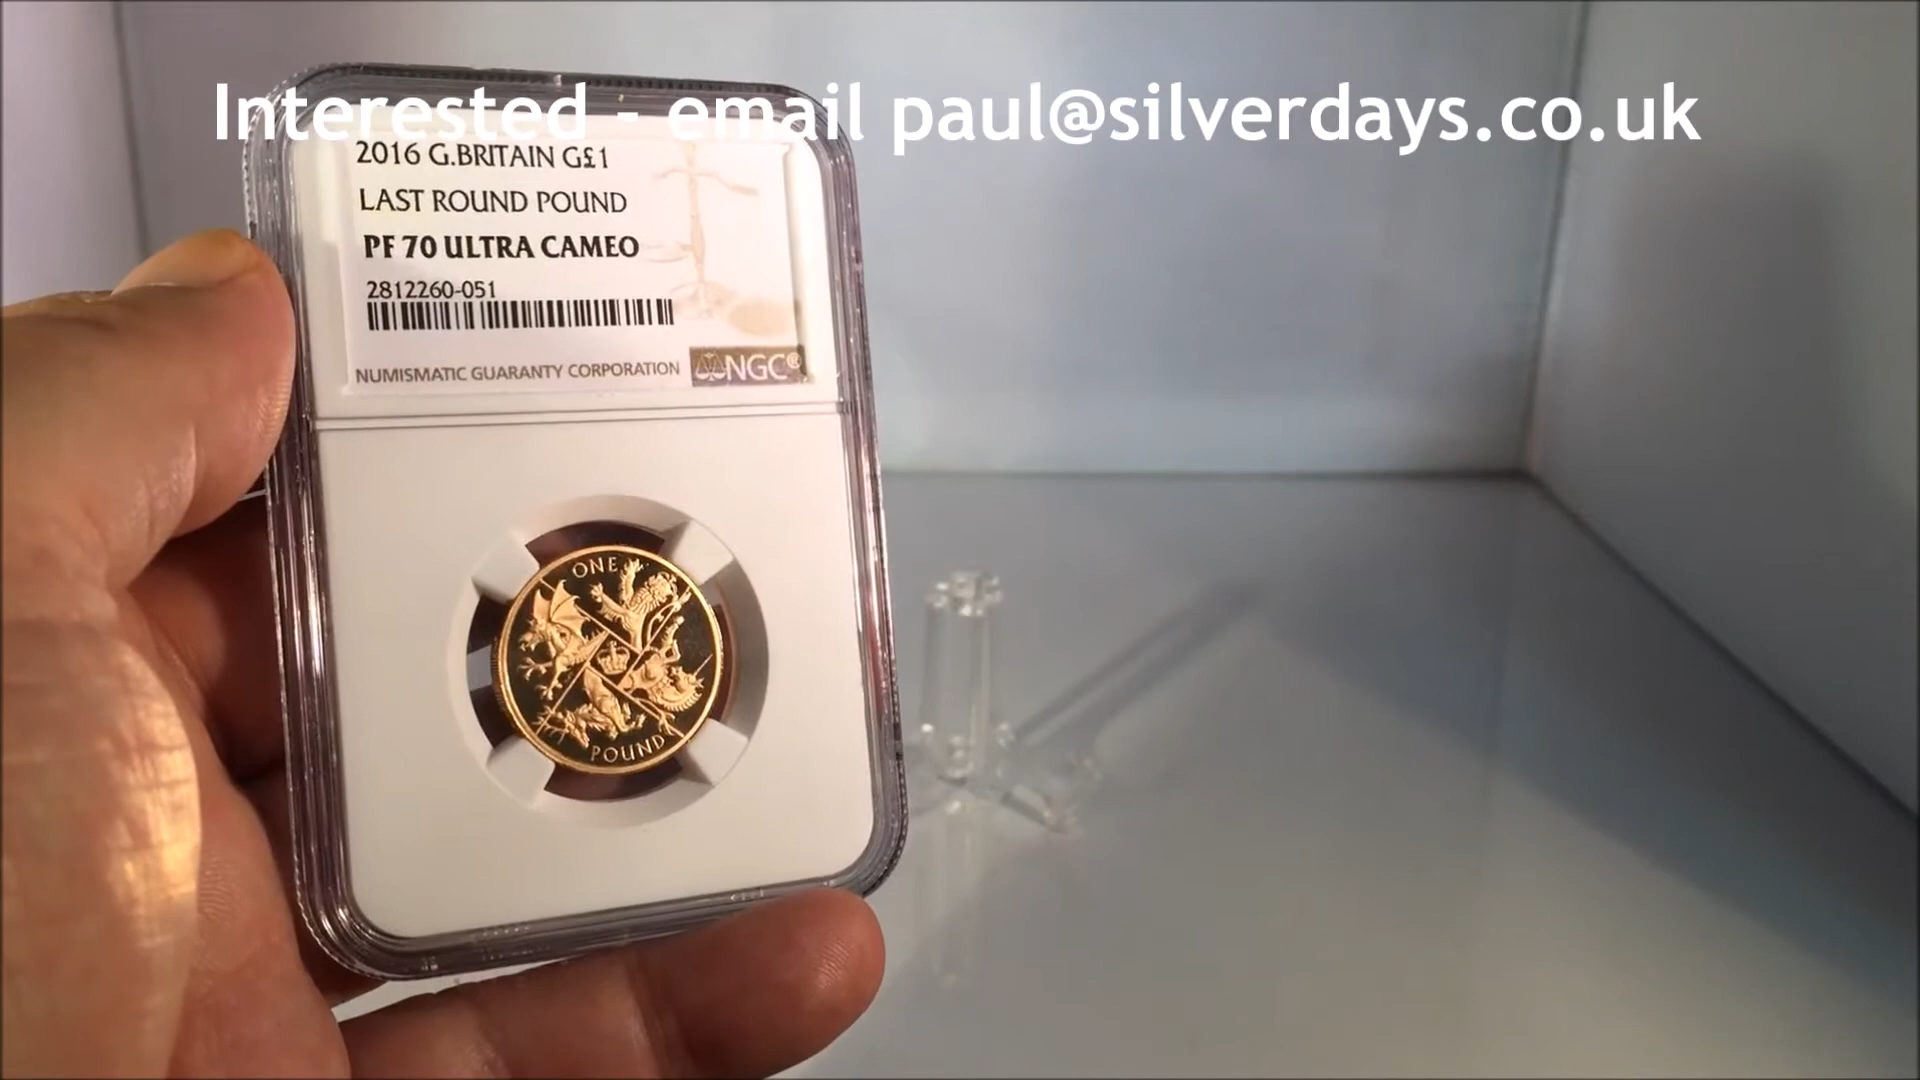 Interested - email paul@silverdays.co.uk
2016 G.BRITAIN G£1
LAST ROUND POUND
PF 70 ULTRA CAMEO
2812260-051
NUMISMATIC GUARANTY CORPORATION
NGC®
ONE
POUND